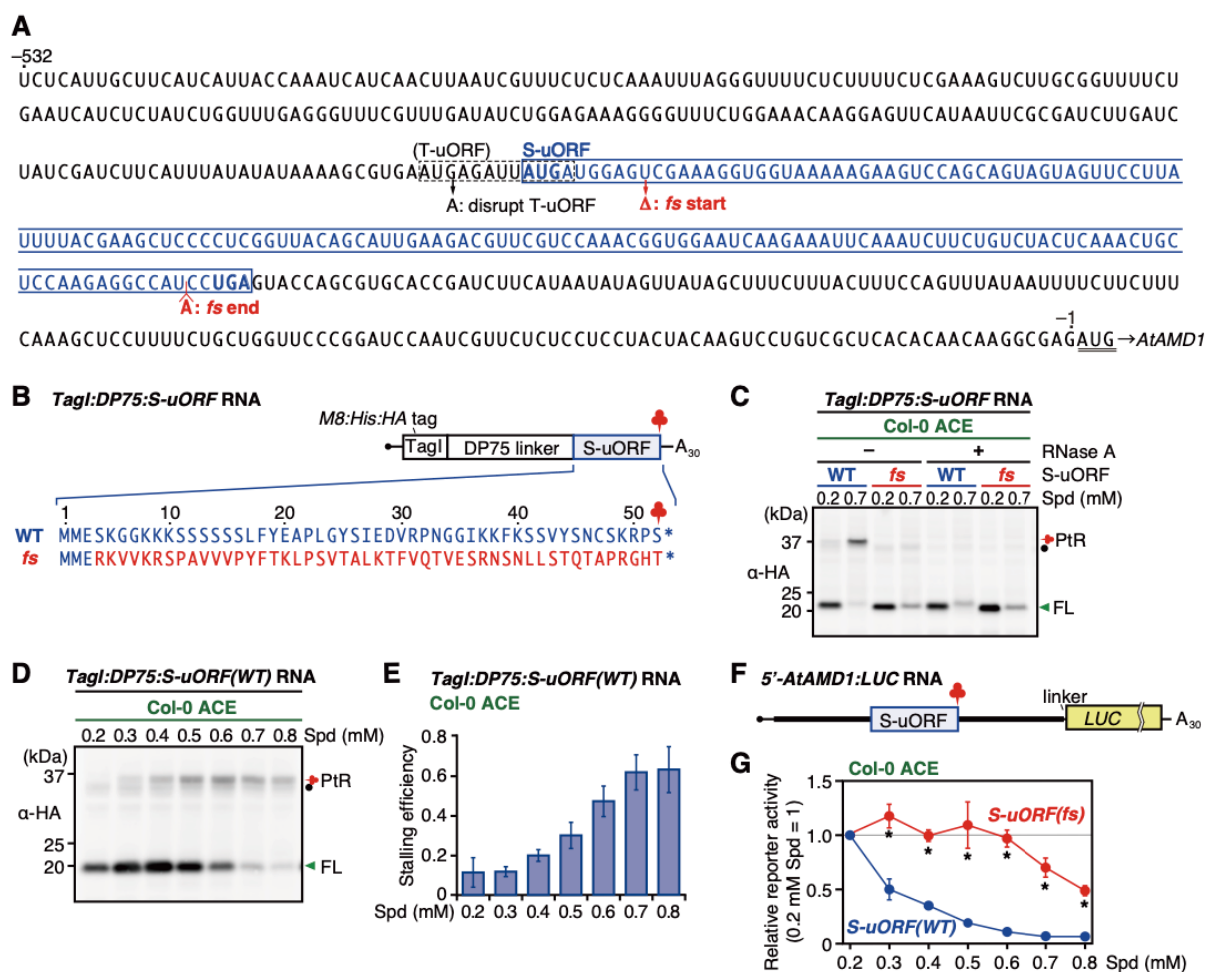 A
–532
UCUCAUUGCUUCAUCAUUACCAAAUCAUCAACUUAAUCGUUUCUCUCAAAUUUAGGGUUUUCUCUUUUCUCGAAAGUCUUGCGGUUUUCU
GAAUCAUCUCUAUCUGGUUUGAGGGUUUCGUUUGAUAUCUGGAGAAAGGGGUUUCUGGAAACAAGGAGUUCAUAAUUCGCGAUCUUGAUC
(T-uORF) S-uORF
UAUCGAUCUUCAUUUAUAUAUAAAAGCGUGAAUGAGAUUAUGAUGGAGUCGAAAGGUGGUAAAAAGAAGUCCAGCAGUAGUAGUUCCUUA
A: disrupt T-uORF Δ: fs start
UUUUACGAAGCUCCCCUCGGUUACAGCAUUGAAGACGUUCGUCCAAACGGUGGAAUCAAGAAAUUCAAAUCUUCUGUCUACUCAAACUGC
UCCAAGAGGCCAUCCUGAGUACCAGCGUGCACCGAUCUUCAUAAUAUAGUUAUAGCUUUCUUUACUUUCCAGUUUAUAAUUUUCUUCUUU
A: fs end
–1
CAAAGCUCCUUUUCUGCUGGUUCCCGGAUCCAAUCGUUCUCUCCUCCUACUACAAGUCCUGUCGCUCACACAACAAGGCGAGAUG→AtAMD1
B TagI:DP75:S-uORF RNA
M8:His:HA tag
TagI DP75 linker S-uORF A30
1 10 20 30 40 50
WT MMESKGGKKKSSSSSSLFYEAPLGYSIEDVRPNGGIKKFKSSVYSNCSKRPS*
fs MMERKVVKRSPAVVVPYFTKLPSVTALKTFVQTVESRNSNLLSTQTAPRGHT*
C TagI:DP75:S-uORF RNA
Col-0 ACE
– + RNase A
WT fs WT fs S-uORF
0.2 0.7 0.2 0.7 0.2 0.7 0.2 0.7 Spd (mM)
(kDa)
37 PtR
α-HA
25
20 FL
D TagI:DP75:S-uORF(WT) RNA
Col-0 ACE
0.2 0.3 0.4 0.5 0.6 0.7 0.8 Spd (mM)
(kDa)
37 PtR
α-HA
25
20 FL
E TagI:DP75:S-uORF(WT) RNA
Col-0 ACE
Stalling efficiency
0.8
0.6
0.4
0.2
0
Spd (mM) 0.2 0.3 0.4 0.5 0.6 0.7 0.8
F 5'-AtAMD1:LUC RNA
linker
S-uORF LUC A30
G Col-0 ACE
Relative reporter activity
(0.2 mM Spd = 1)
1.5
1.0
0.5
0
S-uORF(fs)
* * * * * *
S-uORF(WT)
0.2 0.3 0.4 0.5 0.6 0.7 0.8 Spd (mM)